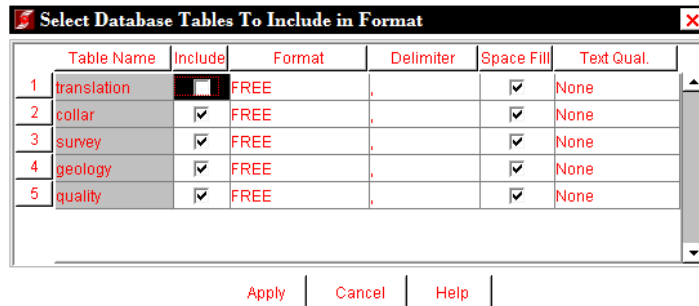 Select Database Tables To Include in Format
Table Name Include Format Delimiter Space Fill Text Qual.
1 translation FREE , None
2 collar FREE , None
3 survey FREE , None
4 geology FREE , None
5 quality FREE , None
Apply Cancel Help